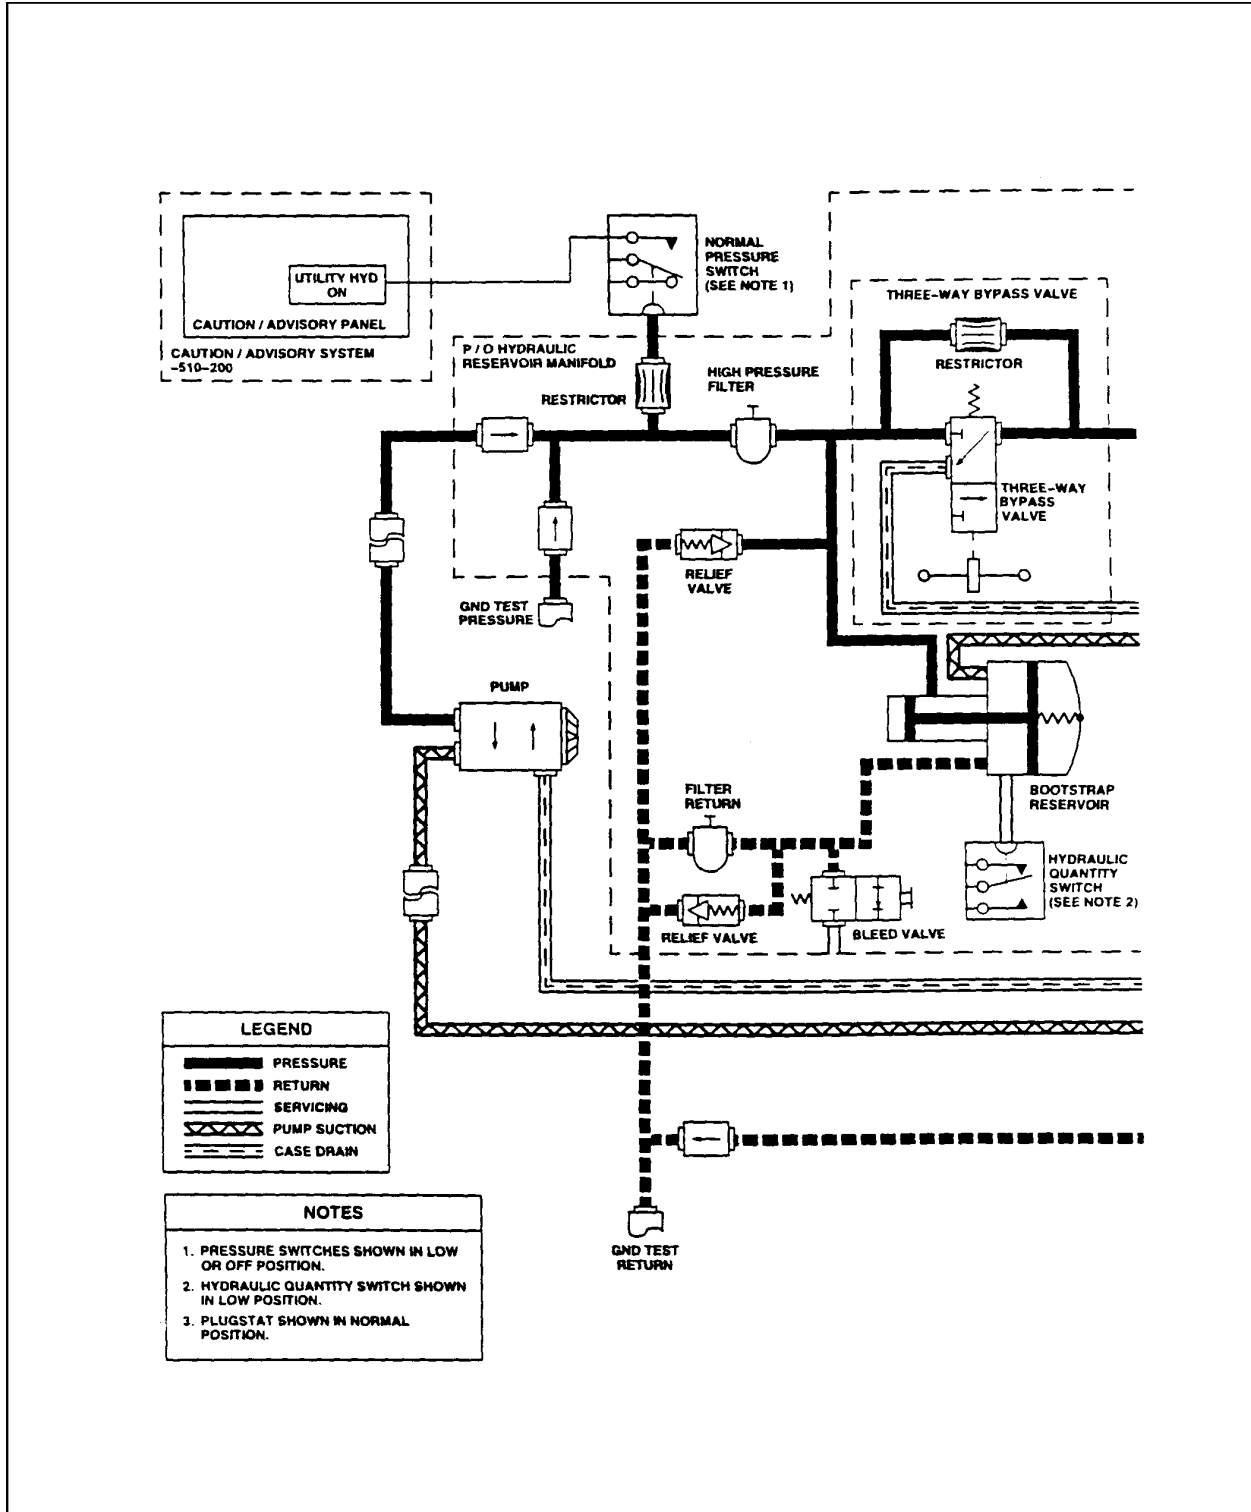 UTILITY HYD
ON
CAUTION / ADVISORY PANEL
CAUTION / ADVISORY SYSTEM
-510-200
NORMAL
PRESSURE
SWITCH
(SEE NOTE 1)
P / O HYDRAULIC
RESERVOIR MANIFOLD
RESTRICTOR
HIGH PRESSURE
FILTER
THREE-WAY BYPASS VALVE
RESTRICTOR
THREE-WAY
BYPASS
VALVE
RELIEF
VALVE
GND TEST
PRESSURE
PUMP
FILTER
RETURN
BOOTSTRAP
RESERVOIR
HYDRAULIC
QUANTITY
SWITCH
(SEE NOTE 2)
RELIEF VALVE
BLEED VALVE
LEGEND
PRESSURE
RETURN
SERVICING
PUMP SUCTION
CASE DRAIN
NOTES
1. PRESSURE SWITCHES SHOWN IN LOW
OR OFF POSITION.
2. HYDRAULIC QUANTITY SWITCH SHOWN
IN LOW POSITION.
3. PLUGSTAT SHOWN IN NORMAL
POSITION.
GND TEST
RETURN